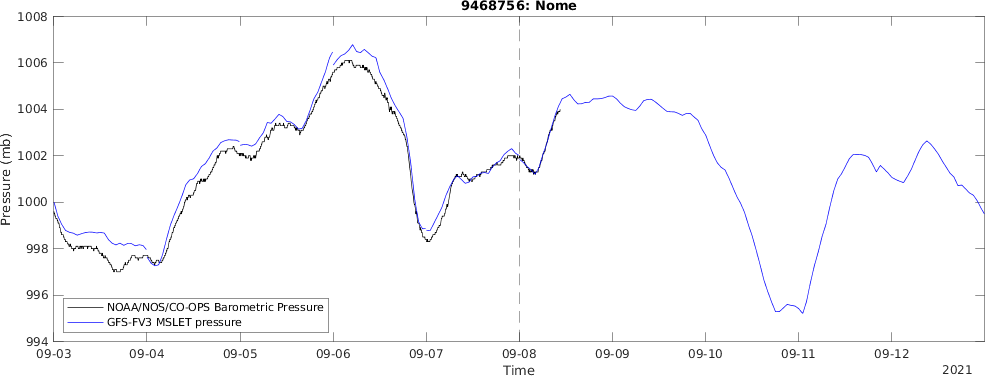 9468756: Nome
1008
1006
1004
1002
1000
998
996
994
Pressure (mb)
NOAA/NOS/CO-OPS Barometric Pressure
GFS-FV3 MSLET pressure
09-03 09-04 09-05 09-06 09-07 09-08 09-09 09-10 09-11 09-12
Time
2021